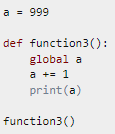 a = 999

def function3():
    global a
    a += 1
    print(a)

function3()